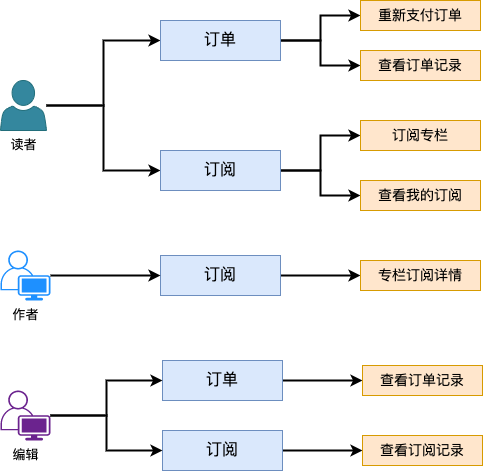 重新支付订单
订单
查看订单记录
读者
订阅专栏
订阅
查看我的订阅
订阅
专栏订阅详情
作者
订单
查看订单记录
订阅
查看订阅记录
编辑